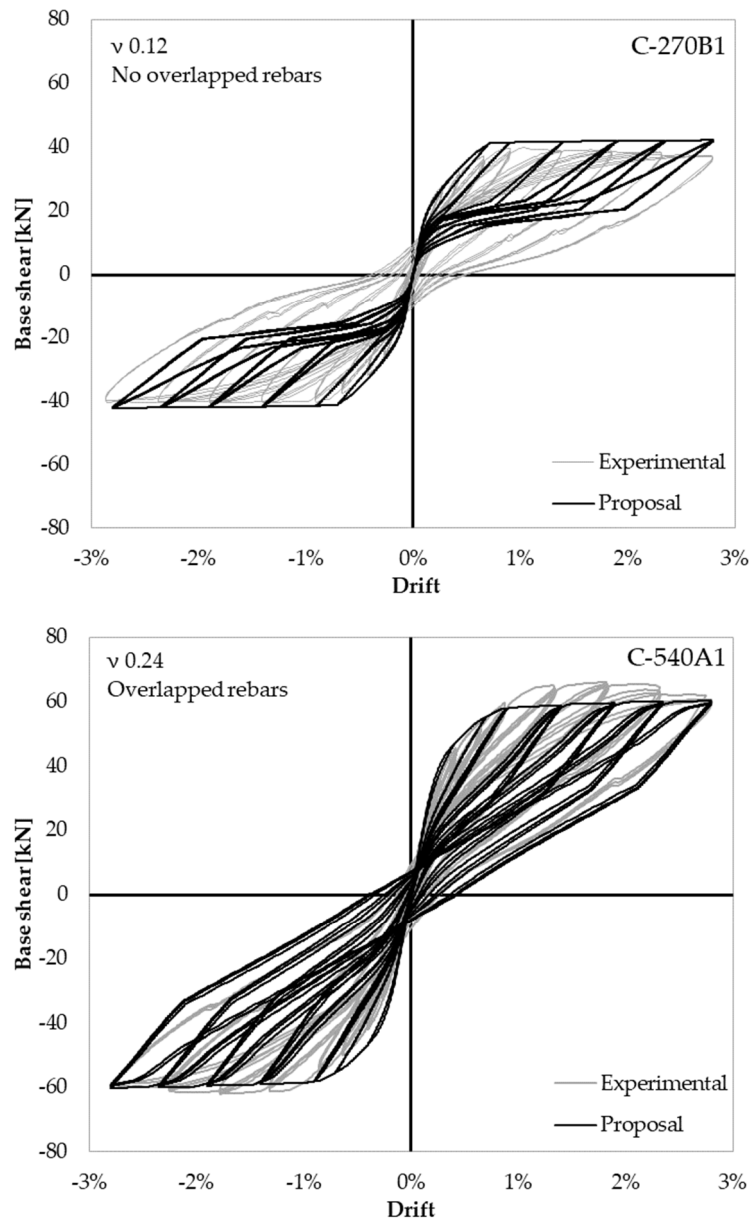 80
ν 0.12
C-270B1
No overlapped rebars
60
40
20
0
-20
-40
-60
-80
Base shear [kN]
Experimental
Proposal
-3%
-2%
-1%
0%
1%
2%
3%
Drift
80
ν 0.24
C-540A1
Overlapped rebars
60
40
20
0
-20
-40
-60
-80
Base shear [kN]
Experimental
Proposal
-3%
-2%
-1%
0%
1%
2%
3%
Drift